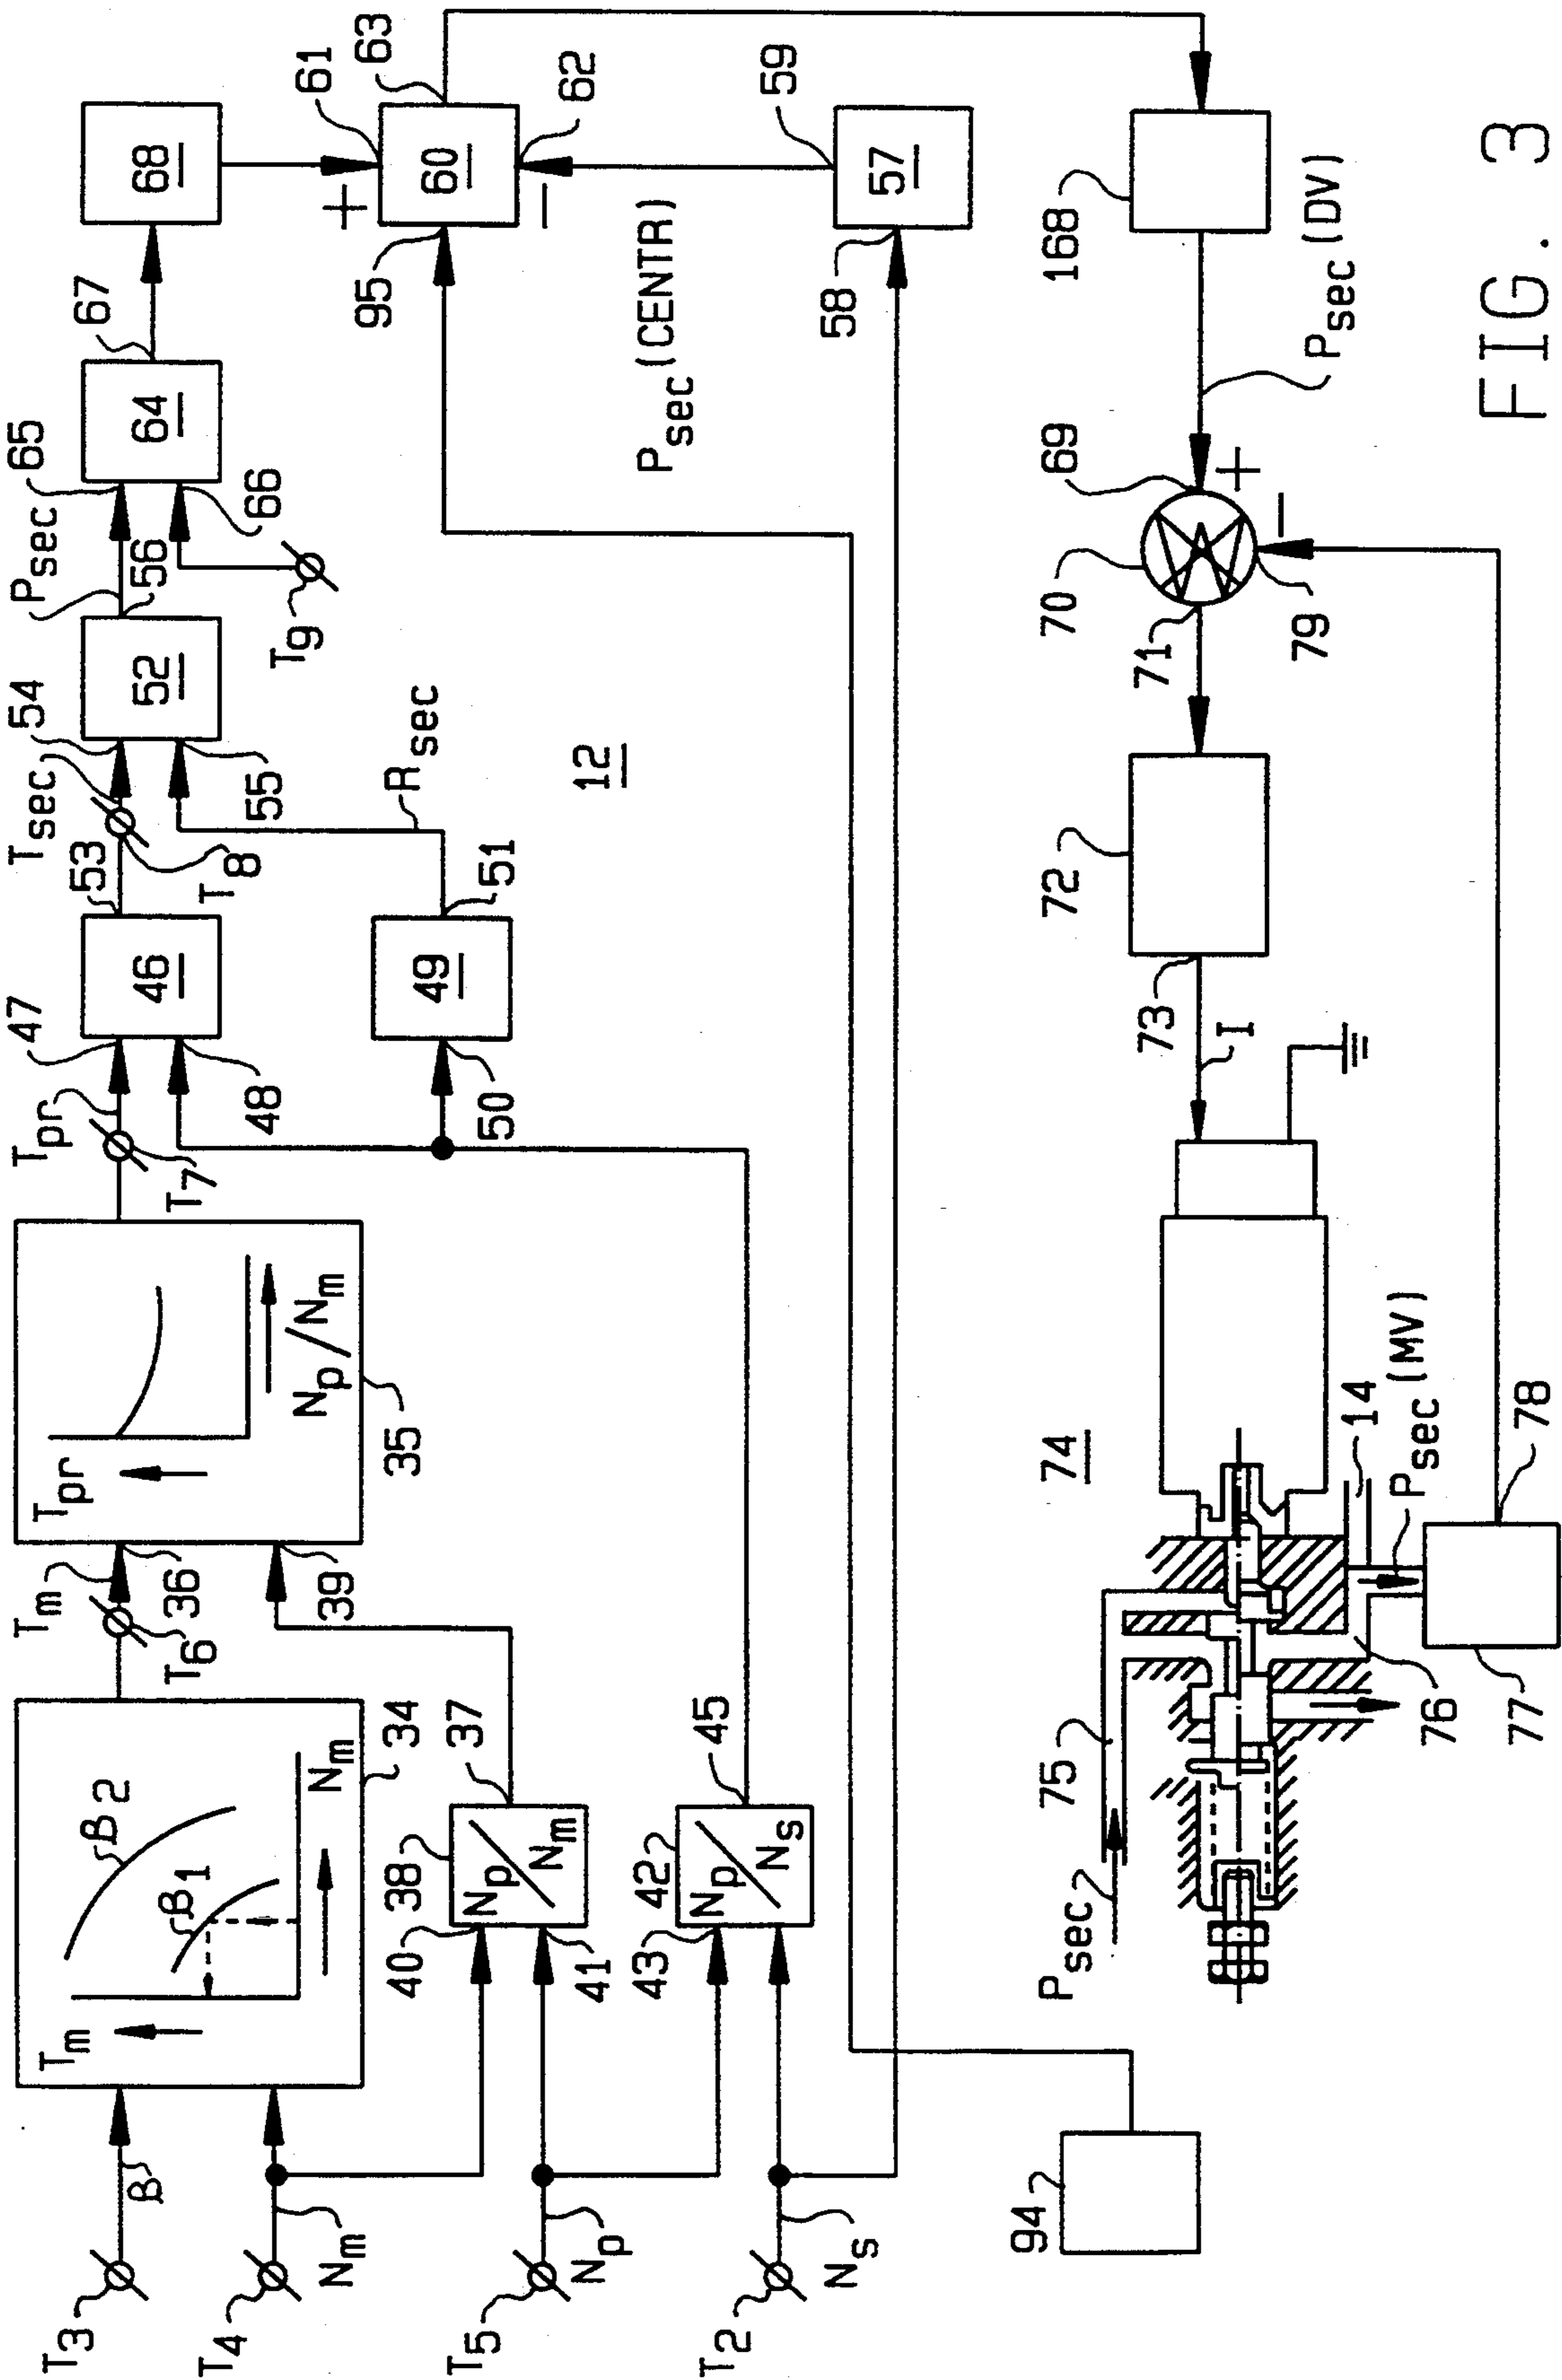 T3
β
T4
Nm
T5
Np
T2
Ns
Tm
β1
β2
Nm
34
40
38
Np/Nm
41
37
43
42
Np/Ns
45
Tm
T6
36
39
Tpr
Np/Nm
35
Tpr
T7
47
48
46
53
50
49
51
Tsec
T8
54
55
Rsec
52
Psec
56
65
66
T9
64
67
68
61
+
95
60
63
62
−
Psec (CENTR)
59
58
57
12
94
Psec
75
74
76
14
Psec (MV)
77
78
I
73
72
71
70
69
+
−
79
Psec (DV)
168
FIG. 3